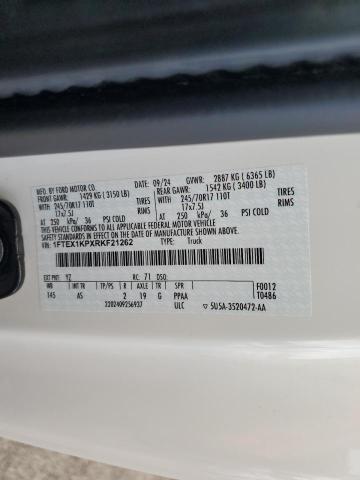 MFD. BY FORD MOTOR CO.
DATE: 09/24 GVWR: 2887 KG ( 6365 LB)
FRONT GAWR: 1429 KG ( 3150 LB) REAR GAWR: 1542 KG ( 3400 LB)
WITH TIRES WITH TIRES
245/70R17 110T 245/70R17 110T
17x7.5J RIMS 17x7.5J RIMS
AT 250 kPa/ 36 PSI COLD AT 250 kPa/ 36 PSI COLD
THIS VEHICLE CONFORMS TO ALL APPLICABLE FEDERAL MOTOR VEHICLE
SAFETY STANDARDS IN EFFECT ON THE DATE OF MANUFACTURE SHOWN ABOVE.
VIN: 1FTEX1KPXRKF21262 TYPE: Truck
EXT PNT: YZ RC: 71 DSO:
WB INT TR TP/PS R AXLE TR SPR F0012
145 AS 2 19 G PPAA T0486
3202409256937 ULC 5U5A-3520472-AA